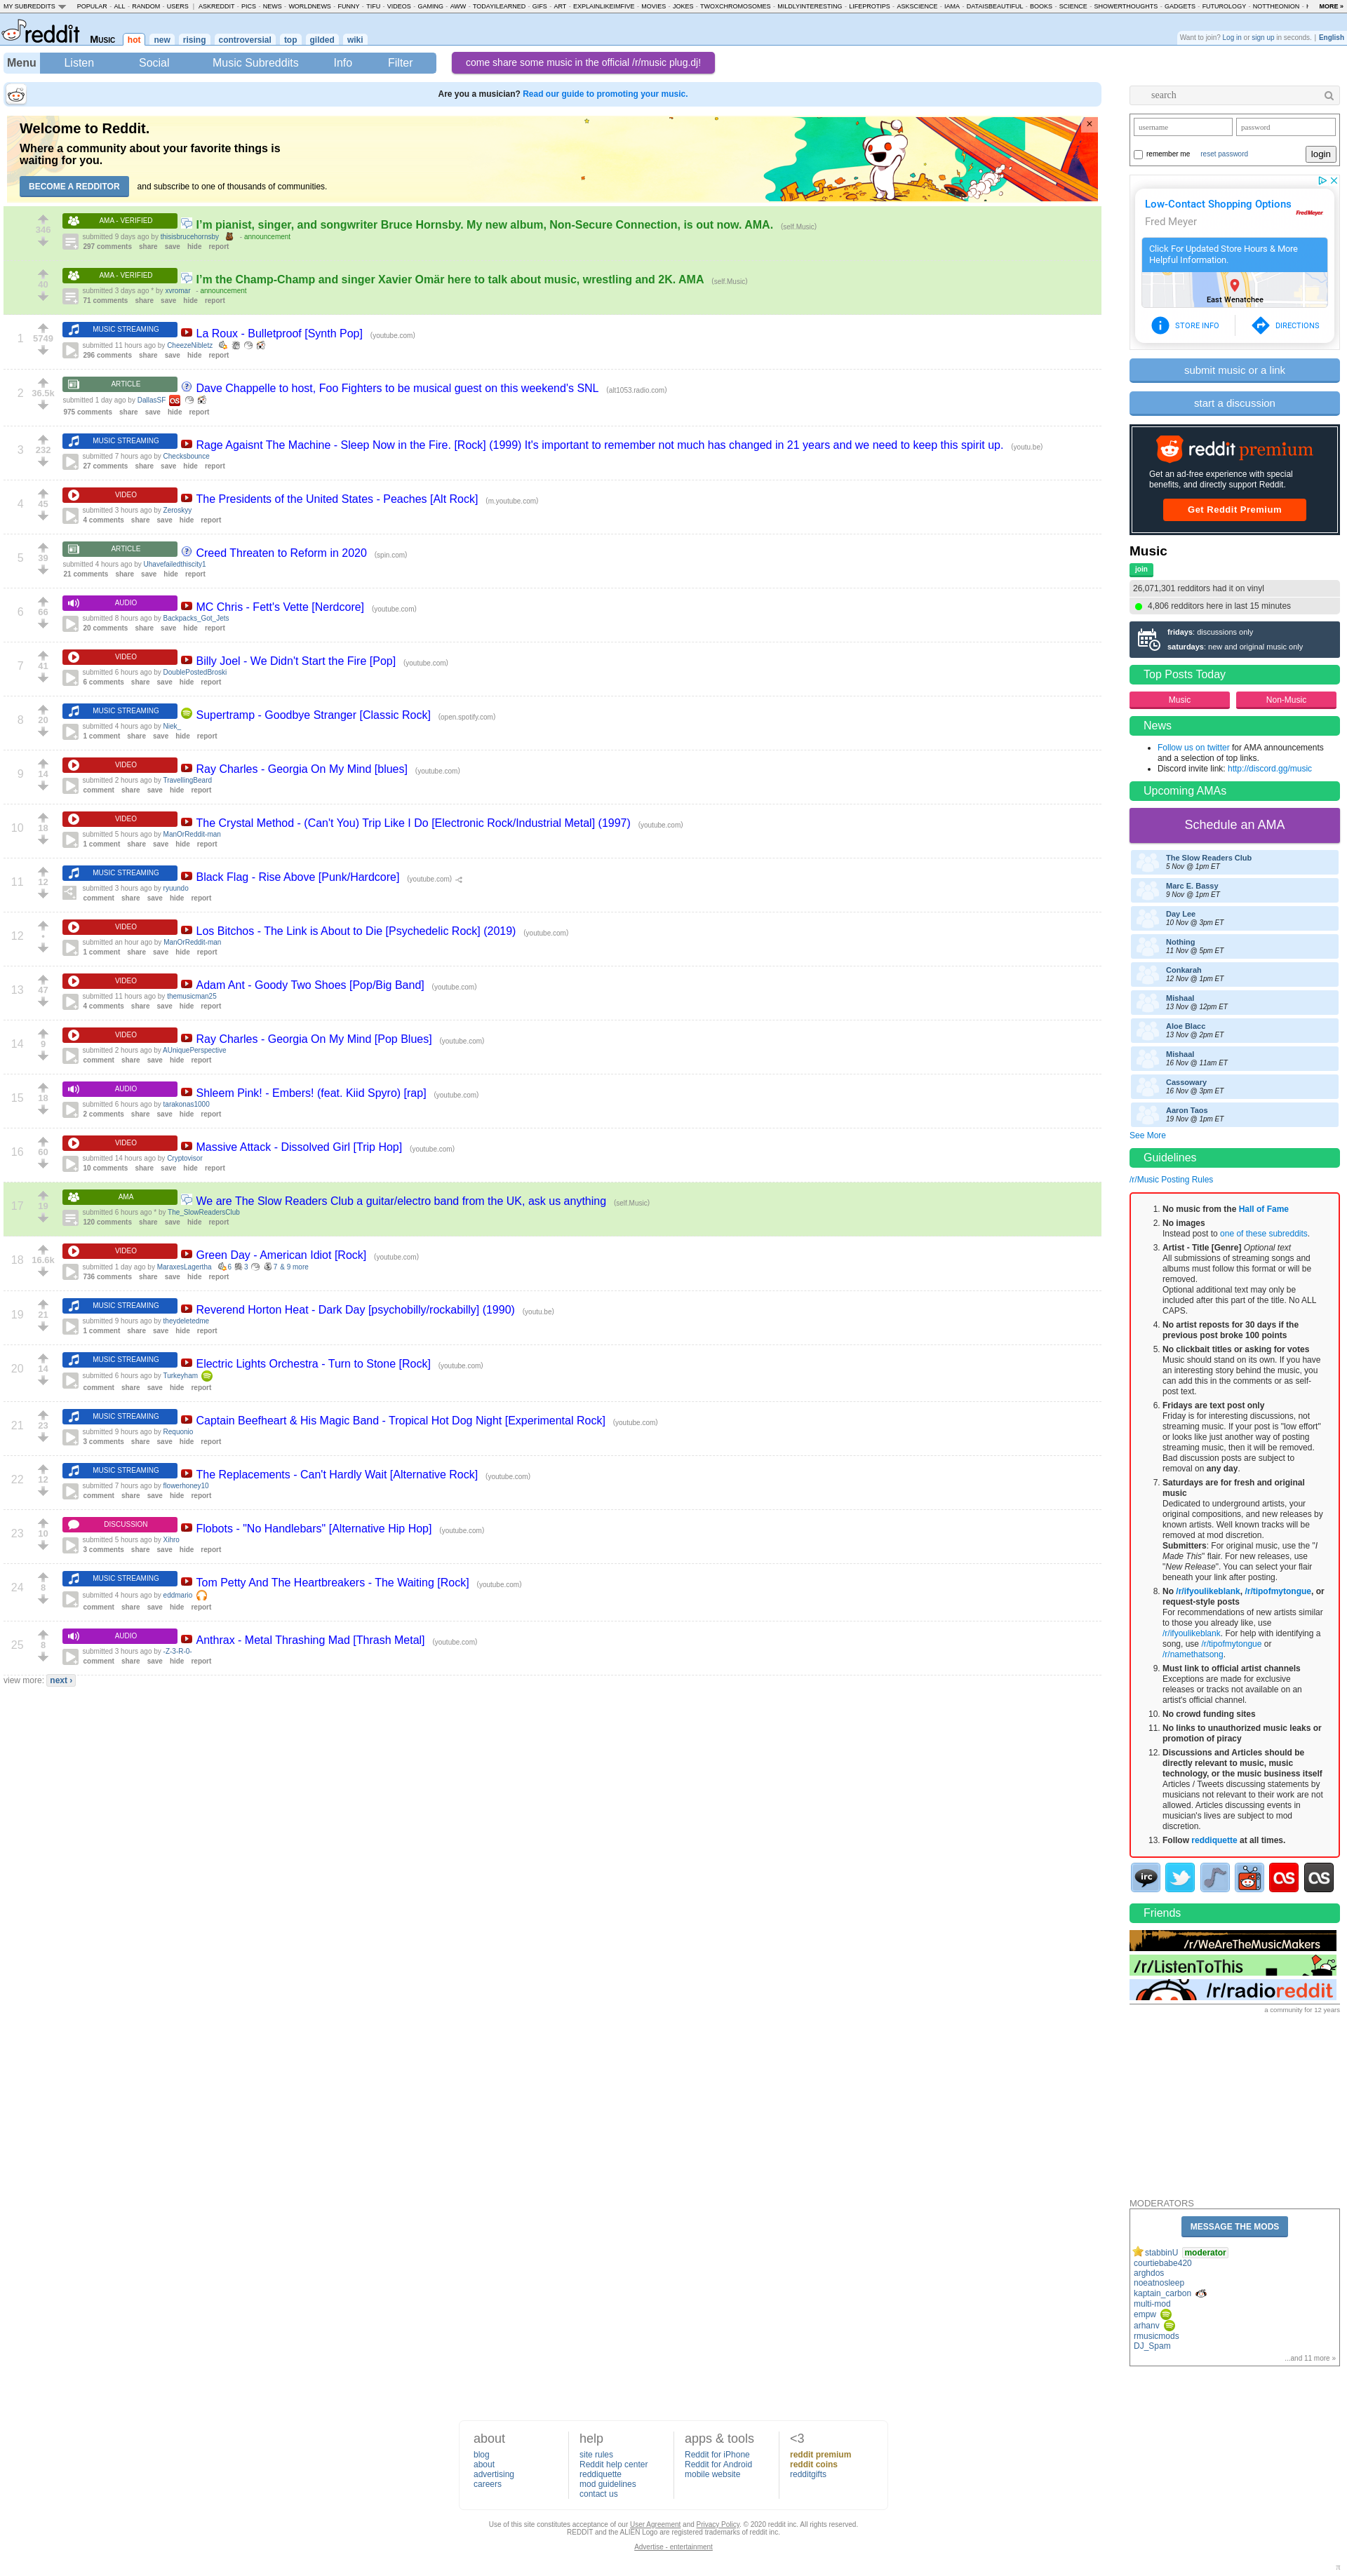 MY SUBREDDITS POPULAR - ALL - RANDOM - USERS | ASKREDDIT - PICS - NEWS - WORLDNEWS - FUNNY - TIFU - VIDEOS - GAMING - AWW - TODAYILEARNED - GIFS - ART - EXPLAINLIKEIMFIVE - MOVIES - JOKES - TWOXCHROMOSOMES - MILDLYINTERESTING - LIFEPROTIPS - ASKSCIENCE - IAMA - DATAISBEAUTIFUL - BOOKS - SCIENCE - SHOWERTHOUGHTS - GADGETS - FUTUROLOGY - NOTTHEONION MORE »
reddit Music hot new rising controversial top gilded wiki
Want to join? Log in or sign up in seconds. | English
Menu Listen Social Music Subreddits Info Filter
come share some music in the official /r/music plug.dj!
Are you a musician? Read our guide to promoting your music.
Welcome to Reddit.
Where a community about your favorite things is
waiting for you.
BECOME A REDDITOR and subscribe to one of thousands of communities.
346
AMA - VERIFIED I'm pianist, singer, and songwriter Bruce Hornsby. My new album, Non-Secure Connection, is out now. AMA. (self.Music)
submitted 9 days ago by thisisbrucehornsby - announcement
297 comments share save hide report
40
AMA - VERIFIED I'm the Champ-Champ and singer Xavier Omär here to talk about music, wrestling and 2K. AMA (self.Music)
submitted 3 days ago * by xvromar - announcement
71 comments share save hide report
1 5749
MUSIC STREAMING La Roux - Bulletproof [Synth Pop] (youtube.com)
submitted 11 hours ago by CheezeNibletz
296 comments share save hide report
2 36.5k
ARTICLE Dave Chappelle to host, Foo Fighters to be musical guest on this weekend's SNL (alt1053.radio.com)
submitted 1 day ago by DallasSF
975 comments share save hide report
3 232
MUSIC STREAMING Rage Agaisnt The Machine - Sleep Now in the Fire. [Rock] (1999) It's important to remember not much has changed in 21 years and we need to keep this spirit up. (youtu.be)
submitted 7 hours ago by Checksbounce
27 comments share save hide report
4 45
VIDEO The Presidents of the United States - Peaches [Alt Rock] (m.youtube.com)
submitted 3 hours ago by Zeroskyy
4 comments share save hide report
5 39
ARTICLE Creed Threaten to Reform in 2020 (spin.com)
submitted 4 hours ago by Uhavefailedthiscity1
21 comments share save hide report
6 66
AUDIO MC Chris - Fett's Vette [Nerdcore] (youtube.com)
submitted 8 hours ago by Backpacks_Got_Jets
20 comments share save hide report
7 41
VIDEO Billy Joel - We Didn't Start the Fire [Pop] (youtube.com)
submitted 6 hours ago by DoublePostedBroski
6 comments share save hide report
8 20
MUSIC STREAMING Supertramp - Goodbye Stranger [Classic Rock] (open.spotify.com)
submitted 4 hours ago by Niek_
1 comment share save hide report
9 14
VIDEO Ray Charles - Georgia On My Mind [blues] (youtube.com)
submitted 2 hours ago by TravellingBeard
comment share save hide report
10 18
VIDEO The Crystal Method - (Can't You) Trip Like I Do [Electronic Rock/Industrial Metal] (1997) (youtube.com)
submitted 5 hours ago by ManOrReddit-man
1 comment share save hide report
11 12
MUSIC STREAMING Black Flag - Rise Above [Punk/Hardcore] (youtube.com)
submitted 3 hours ago by ryuundo
comment share save hide report
12 •
VIDEO Los Bitchos - The Link is About to Die [Psychedelic Rock] (2019) (youtube.com)
submitted an hour ago by ManOrReddit-man
1 comment share save hide report
13 47
VIDEO Adam Ant - Goody Two Shoes [Pop/Big Band] (youtube.com)
submitted 11 hours ago by themusicman25
4 comments share save hide report
14 9
VIDEO Ray Charles - Georgia On My Mind [Pop Blues] (youtube.com)
submitted 2 hours ago by AUniquePerspective
comment share save hide report
15 18
AUDIO Shleem Pink! - Embers! (feat. Kiid Spyro) [rap] (youtube.com)
submitted 6 hours ago by tarakonas1000
2 comments share save hide report
16 60
VIDEO Massive Attack - Dissolved Girl [Trip Hop] (youtube.com)
submitted 14 hours ago by Cryptovisor
10 comments share save hide report
17 19
AMA We are The Slow Readers Club a guitar/electro band from the UK, ask us anything (self.Music)
submitted 6 hours ago * by The_SlowReadersClub
120 comments share save hide report
18 16.6k
VIDEO Green Day - American Idiot [Rock] (youtube.com)
submitted 1 day ago by MaraxesLagertha 6 3 7 & 9 more
736 comments share save hide report
19 21
MUSIC STREAMING Reverend Horton Heat - Dark Day [psychobilly/rockabilly] (1990) (youtu.be)
submitted 9 hours ago by theydeletedme
1 comment share save hide report
20 14
MUSIC STREAMING Electric Lights Orchestra - Turn to Stone [Rock] (youtube.com)
submitted 6 hours ago by Turkeyham
comment share save hide report
21 23
MUSIC STREAMING Captain Beefheart & His Magic Band - Tropical Hot Dog Night [Experimental Rock] (youtube.com)
submitted 9 hours ago by Requonio
3 comments share save hide report
22 12
MUSIC STREAMING The Replacements - Can't Hardly Wait [Alternative Rock] (youtube.com)
submitted 7 hours ago by flowerhoney10
comment share save hide report
23 10
DISCUSSION Flobots - "No Handlebars" [Alternative Hip Hop] (youtube.com)
submitted 5 hours ago by Xihro
3 comments share save hide report
24 8
MUSIC STREAMING Tom Petty And The Heartbreakers - The Waiting [Rock] (youtube.com)
submitted 4 hours ago by eddmario
comment share save hide report
25 8
AUDIO Anthrax - Metal Thrashing Mad [Thrash Metal] (youtube.com)
submitted 3 hours ago by -Z-3-R-0-
comment share save hide report
view more: next ›
search
username password
remember me reset password login
Low-Contact Shopping Options
Fred Meyer
Fred Meyer
Click For Updated Store Hours & More
Helpful Information.
East Wenatchee
STORE INFO DIRECTIONS
submit music or a link
start a discussion
reddit premium
Get an ad-free experience with special
benefits, and directly support Reddit.
Get Reddit Premium
Music
join
26,071,301 redditors had it on vinyl
4,806 redditors here in last 15 minutes
fridays: discussions only
saturdays: new and original music only
Top Posts Today
Music Non-Music
News
• Follow us on twitter for AMA announcements
and a selection of top links.
• Discord invite link: http://discord.gg/music
Upcoming AMAs
Schedule an AMA
The Slow Readers Club
5 Nov @ 1pm ET
Marc E. Bassy
9 Nov @ 1pm ET
Day Lee
10 Nov @ 3pm ET
Nothing
11 Nov @ 5pm ET
Conkarah
12 Nov @ 1pm ET
Mishaal
13 Nov @ 12pm ET
Aloe Blacc
13 Nov @ 2pm ET
Mishaal
16 Nov @ 11am ET
Cassowary
16 Nov @ 3pm ET
Aaron Taos
19 Nov @ 1pm ET
See More
Guidelines
/r/Music Posting Rules
1. No music from the Hall of Fame
2. No images
Instead post to one of these subreddits.
3. Artist - Title [Genre] Optional text
All submissions of streaming songs and
albums must follow this format or will be
removed.
Optional additional text may only be
included after this part of the title. No ALL
CAPS.
4. No artist reposts for 30 days if the
previous post broke 100 points
5. No clickbait titles or asking for votes
Music should stand on its own. If you have
an interesting story behind the music, you
can add this in the comments or as self-
post text.
6. Fridays are text post only
Friday is for interesting discussions, not
streaming music. If your post is "low effort"
or looks like just another way of posting
streaming music, then it will be removed.
Bad discussion posts are subject to
removal on any day.
7. Saturdays are for fresh and original
music
Dedicated to underground artists, your
original compositions, and new releases by
known artists. Well known tracks will be
removed at mod discretion.
Submitters: For original music, use the "I
Made This" flair. For new releases, use
"New Release". You can select your flair
beneath your link after posting.
8. No /r/ifyoulikeblank, /r/tipofmytongue, or
request-style posts
For recommendations of new artists similar
to those you already like, use
/r/ifyoulikeblank. For help with identifying a
song, use /r/tipofmytongue or
/r/namethatsong.
9. Must link to official artist channels
Exceptions are made for exclusive
releases or tracks not available on an
artist's official channel.
10. No crowd funding sites
11. No links to unauthorized music leaks or
promotion of piracy
12. Discussions and Articles should be
directly relevant to music, music
technology, or the music business itself
Articles / Tweets discussing statements by
musicians not relevant to their work are not
allowed. Articles discussing events in
musician's lives are subject to mod
discretion.
13. Follow reddiquette at all times.
irc
Friends
/r/WeAreTheMusicMakers
/r/ListenToThis
/r/radioreddit
a community for 12 years
MODERATORS
MESSAGE THE MODS
stabbinU moderator
courtiebabe420
arghdos
noeatnosleep
kaptain_carbon
multi-mod
empw
arhanv
rmusicmods
DJ_Spam
...and 11 more »
about
blog
about
advertising
careers
help
site rules
Reddit help center
reddiquette
mod guidelines
contact us
apps & tools
Reddit for iPhone
Reddit for Android
mobile website
<3
reddit premium
reddit coins
redditgifts
Use of this site constitutes acceptance of our User Agreement and Privacy Policy. © 2020 reddit inc. All rights reserved.
REDDIT and the ALIEN Logo are registered trademarks of reddit inc.
Advertise - entertainment
π